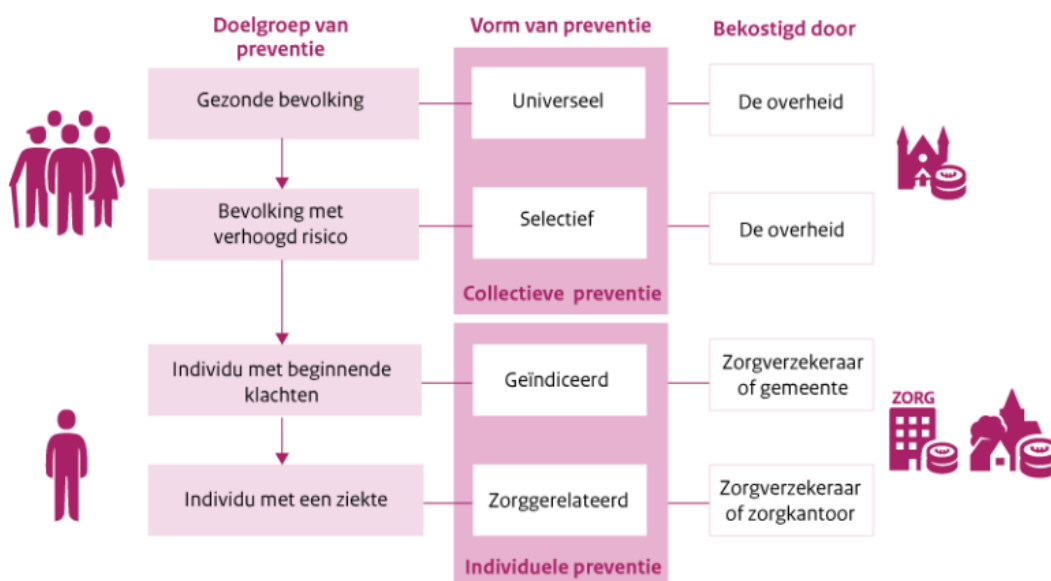 Doelgroep van
preventie
Vorm van preventie
Bekostigd door
Gezonde bevolking
Universeel
De overheid
Bevolking met
verhoogd risico
Selectief
De overheid
Collectieve preventie
Individu met beginnende
klachten
Geïndiceerd
Zorgverzekeraar
of gemeente
ZORG
Individu met een ziekte
Zorggerelateerd
Zorgverzekeraar
of zorgkantoor
Individuele preventie